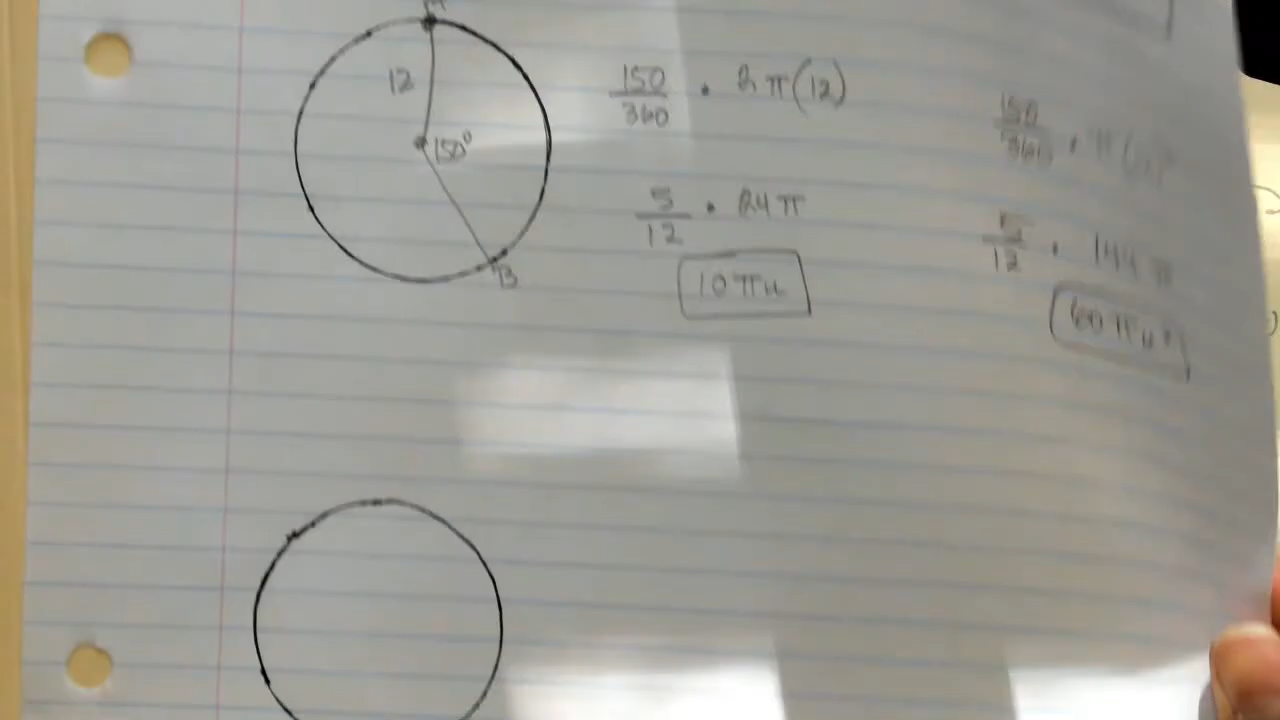 A
12
150°
B
150/360 · 2π(12)
5/12 · 24π
10πu
150/360 · π
5/12 · 144π
60πu²